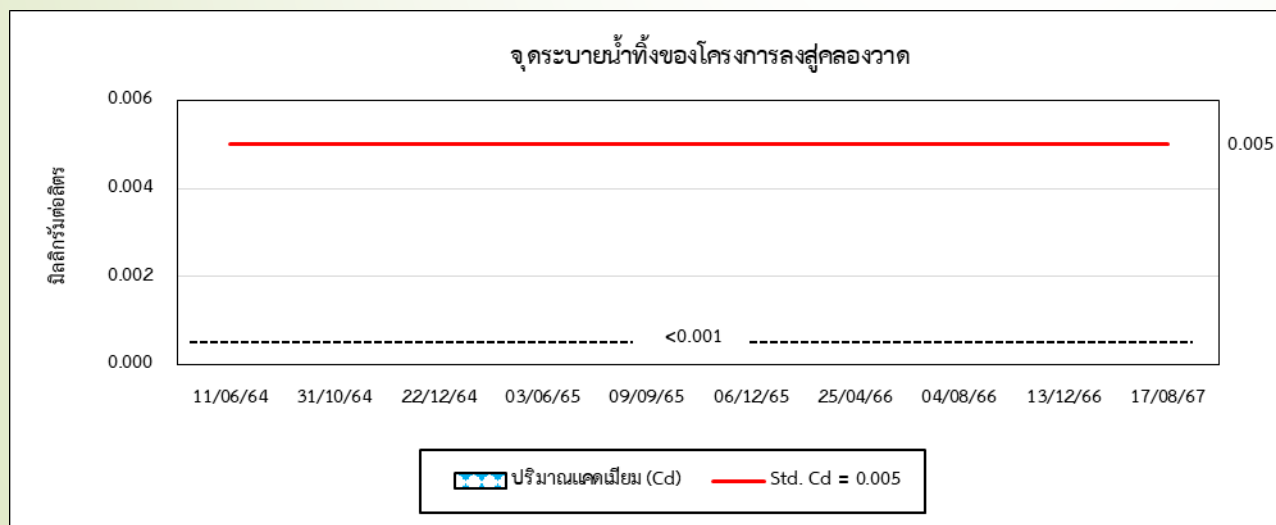 จุดระบายน้ำทิ้งของโครงการลงสู่คลองวาด
มิลลิกรัมต่อลิตร
0.006
0.005
0.004
0.002
<0.001
0.000
11/06/64 31/10/64 22/12/64 03/06/65 09/09/65 06/12/65 25/04/66 04/08/66 13/12/66 17/08/67
ปริมาณแคดเมียม (Cd) Std. Cd = 0.005